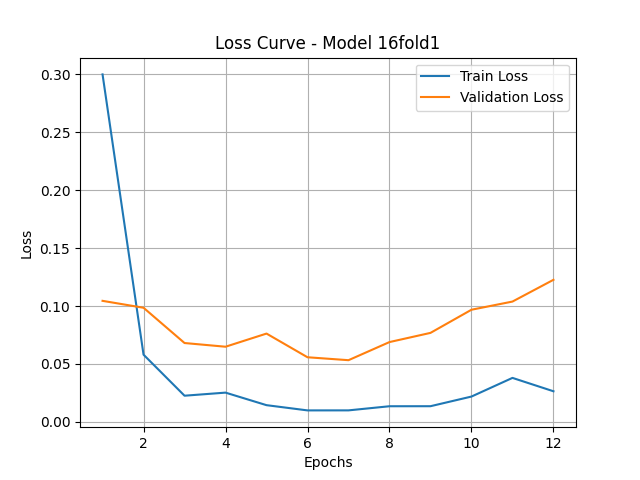 Loss Curve - Model 16fold1
Train Loss
Validation Loss
0.30
0.25
0.20
0.15
0.10
0.05
0.00
Loss
2 4 6 8 10 12
Epochs